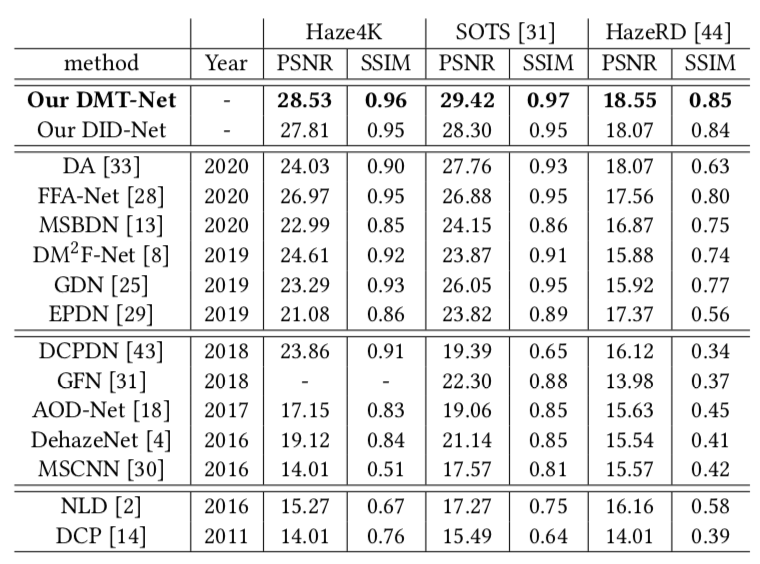 Haze4K SOTS [31] HazeRD [44]
method Year PSNR SSIM PSNR SSIM PSNR SSIM
Our DMT-Net - 28.53 0.96 29.42 0.97 18.55 0.85
Our DID-Net - 27.81 0.95 28.30 0.95 18.07 0.84
DA [33] 2020 24.03 0.90 27.76 0.93 18.07 0.63
FFA-Net [28] 2020 26.97 0.95 26.88 0.95 17.56 0.80
MSBDN [13] 2020 22.99 0.85 24.15 0.86 16.87 0.75
DM²F-Net [8] 2019 24.61 0.92 23.87 0.91 15.88 0.74
GDN [25] 2019 23.29 0.93 26.05 0.95 15.92 0.77
EPDN [29] 2019 21.08 0.86 23.82 0.89 17.37 0.56
DCPDN [43] 2018 23.86 0.91 19.39 0.65 16.12 0.34
GFN [31] 2018 - - 22.30 0.88 13.98 0.37
AOD-Net [18] 2017 17.15 0.83 19.06 0.85 15.63 0.45
DehazeNet [4] 2016 19.12 0.84 21.14 0.85 15.54 0.41
MSCNN [30] 2016 14.01 0.51 17.57 0.81 15.57 0.42
NLD [2] 2016 15.27 0.67 17.27 0.75 16.16 0.58
DCP [14] 2011 14.01 0.76 15.49 0.64 14.01 0.39